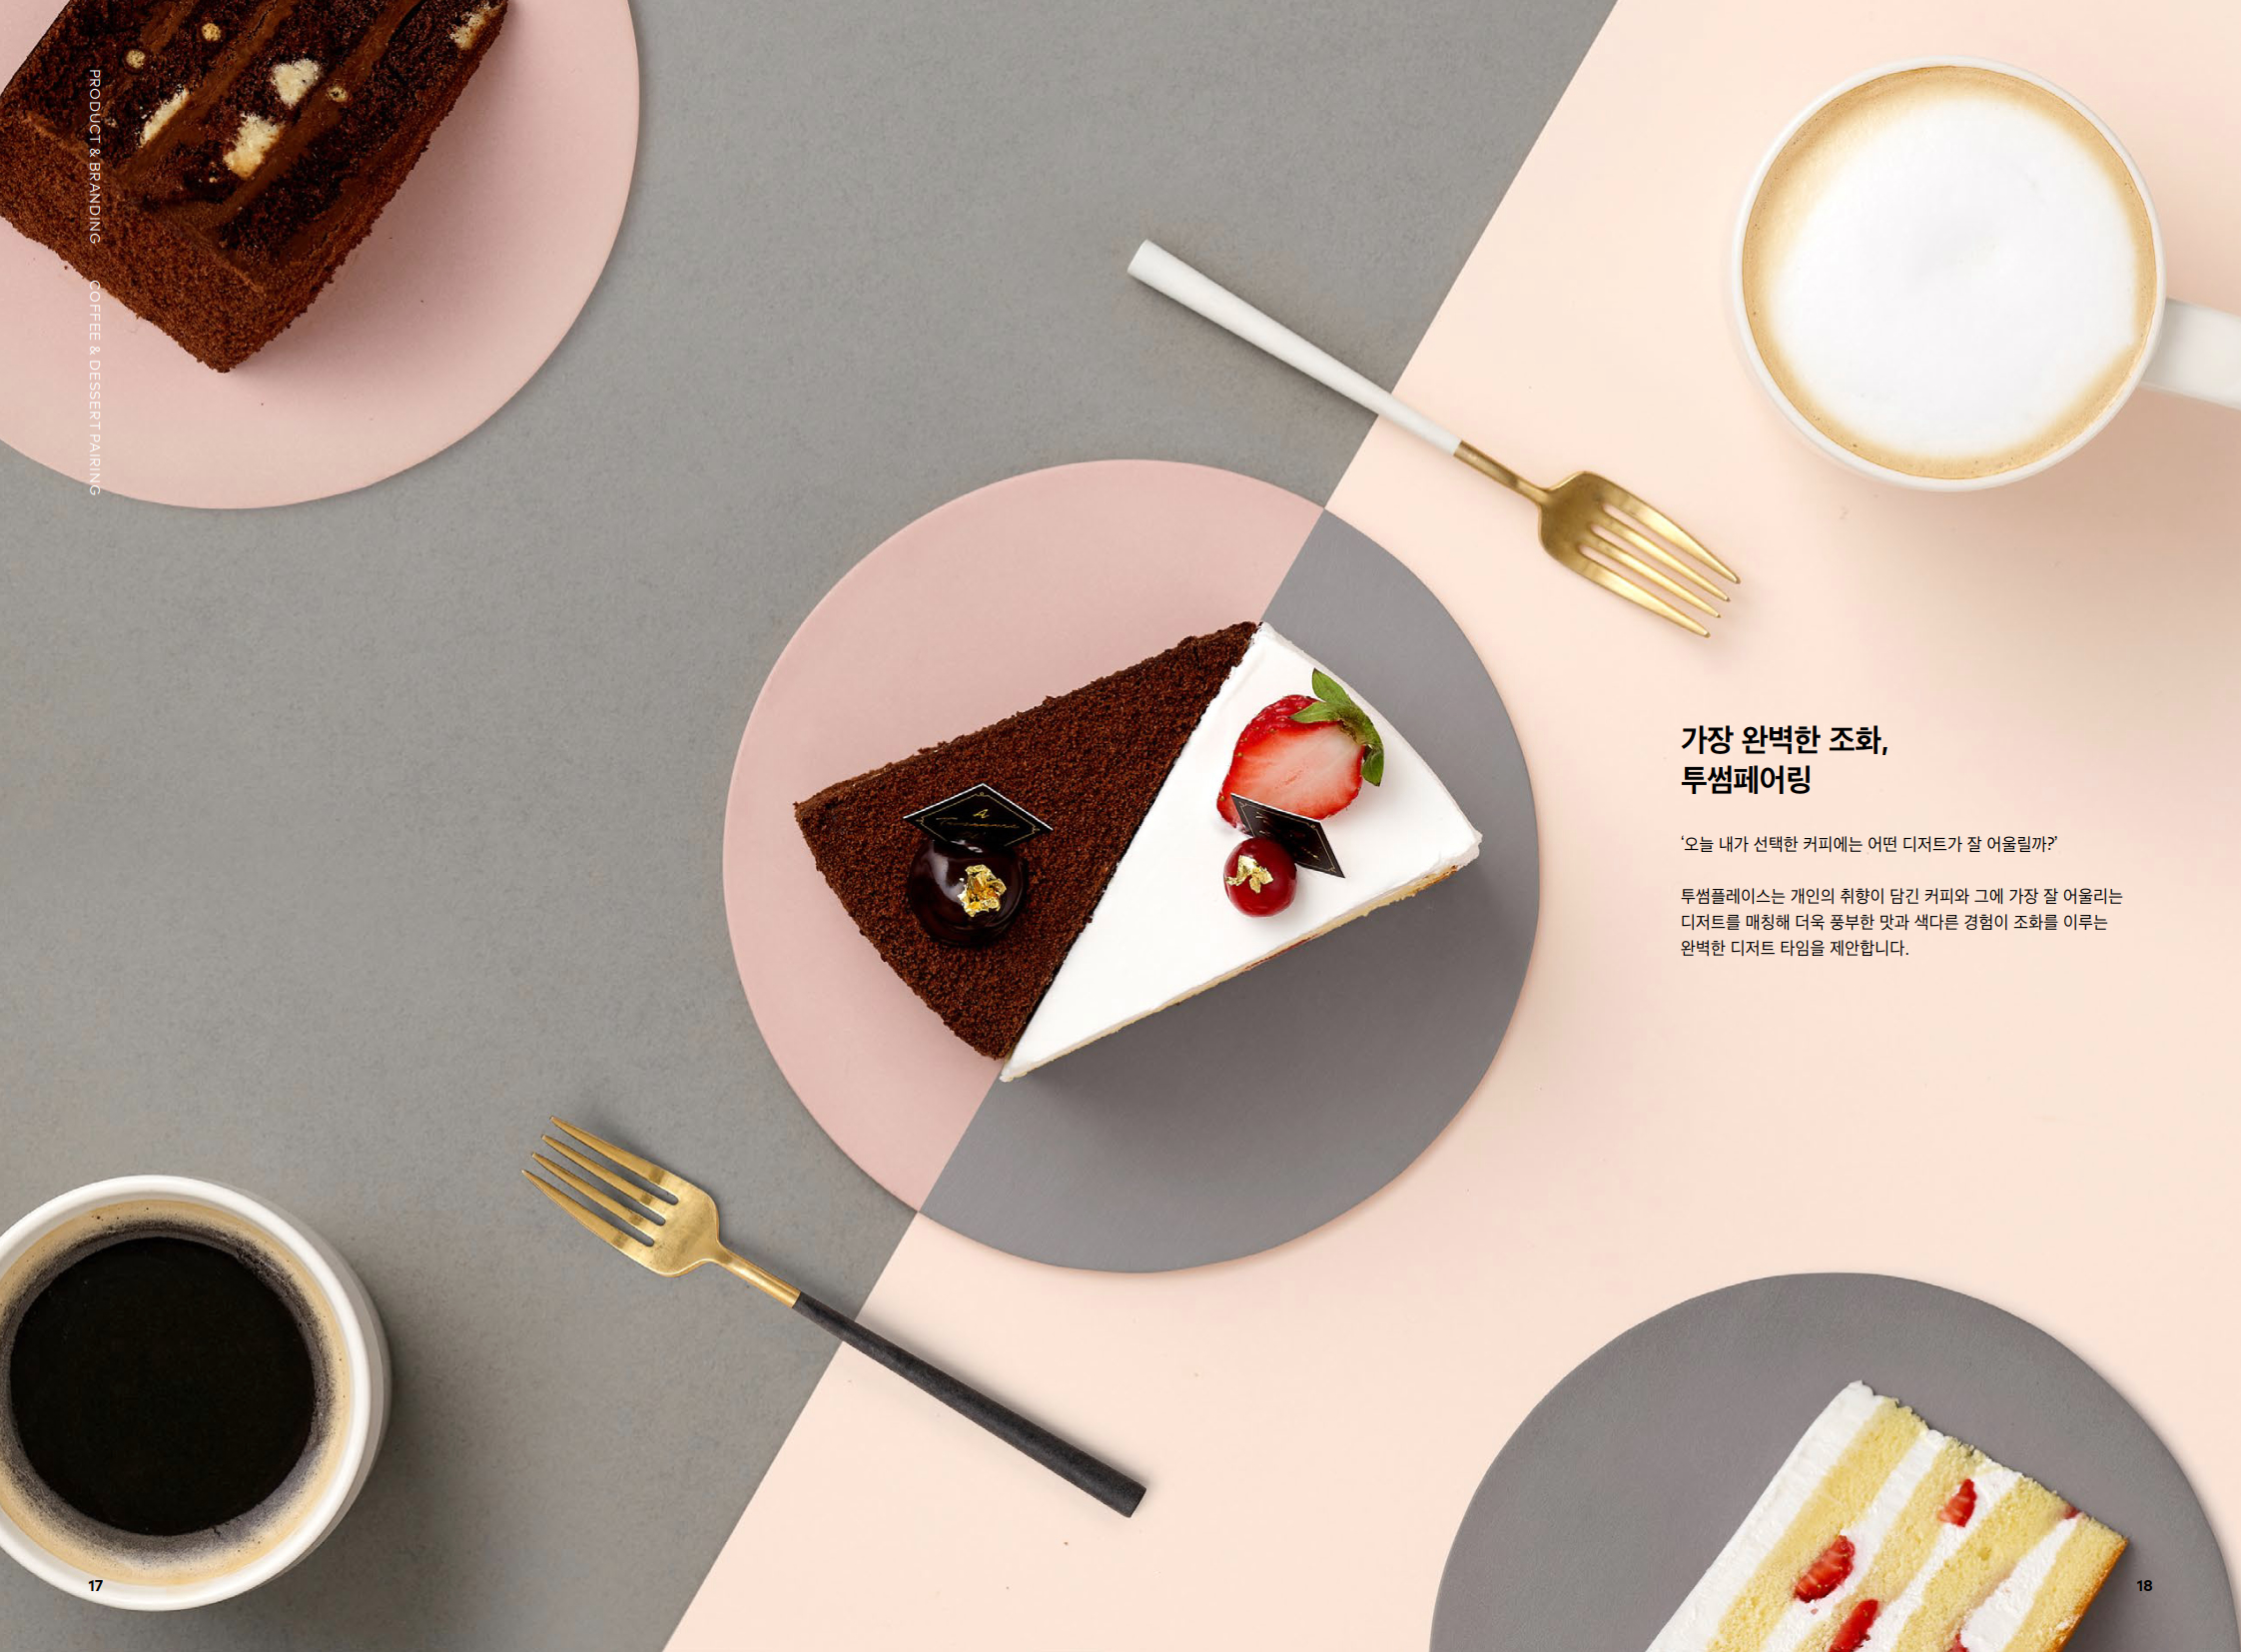 PRODUCT & BRANDING COFFEE & DESSERT PAIRING
가장 완벽한 조화,
투썸페어링
‘오늘 내가 선택한 커피에는 어떤 디저트가 잘 어울릴까?’
투썸플레이스는 개인의 취향이 담긴 커피와 그에 가장 잘 어울리는
디저트를 매칭해 더욱 풍부한 맛과 색다른 경험이 조화를 이루는
완벽한 디저트 타임을 제안합니다.
17
18